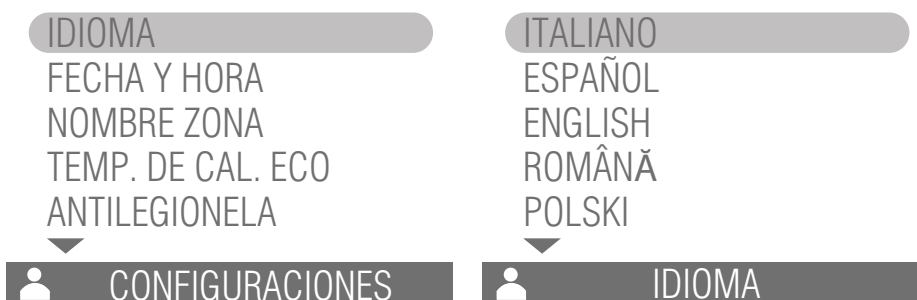 IDIOMA
FECHA Y HORA
NOMBRE ZONA
TEMP. DE CAL. ECO
ANTILEGIONELA
CONFIGURACIONES
ITALIANO
ESPAÑOL
ENGLISH
ROMÂNĂ
POLSKI
IDIOMA